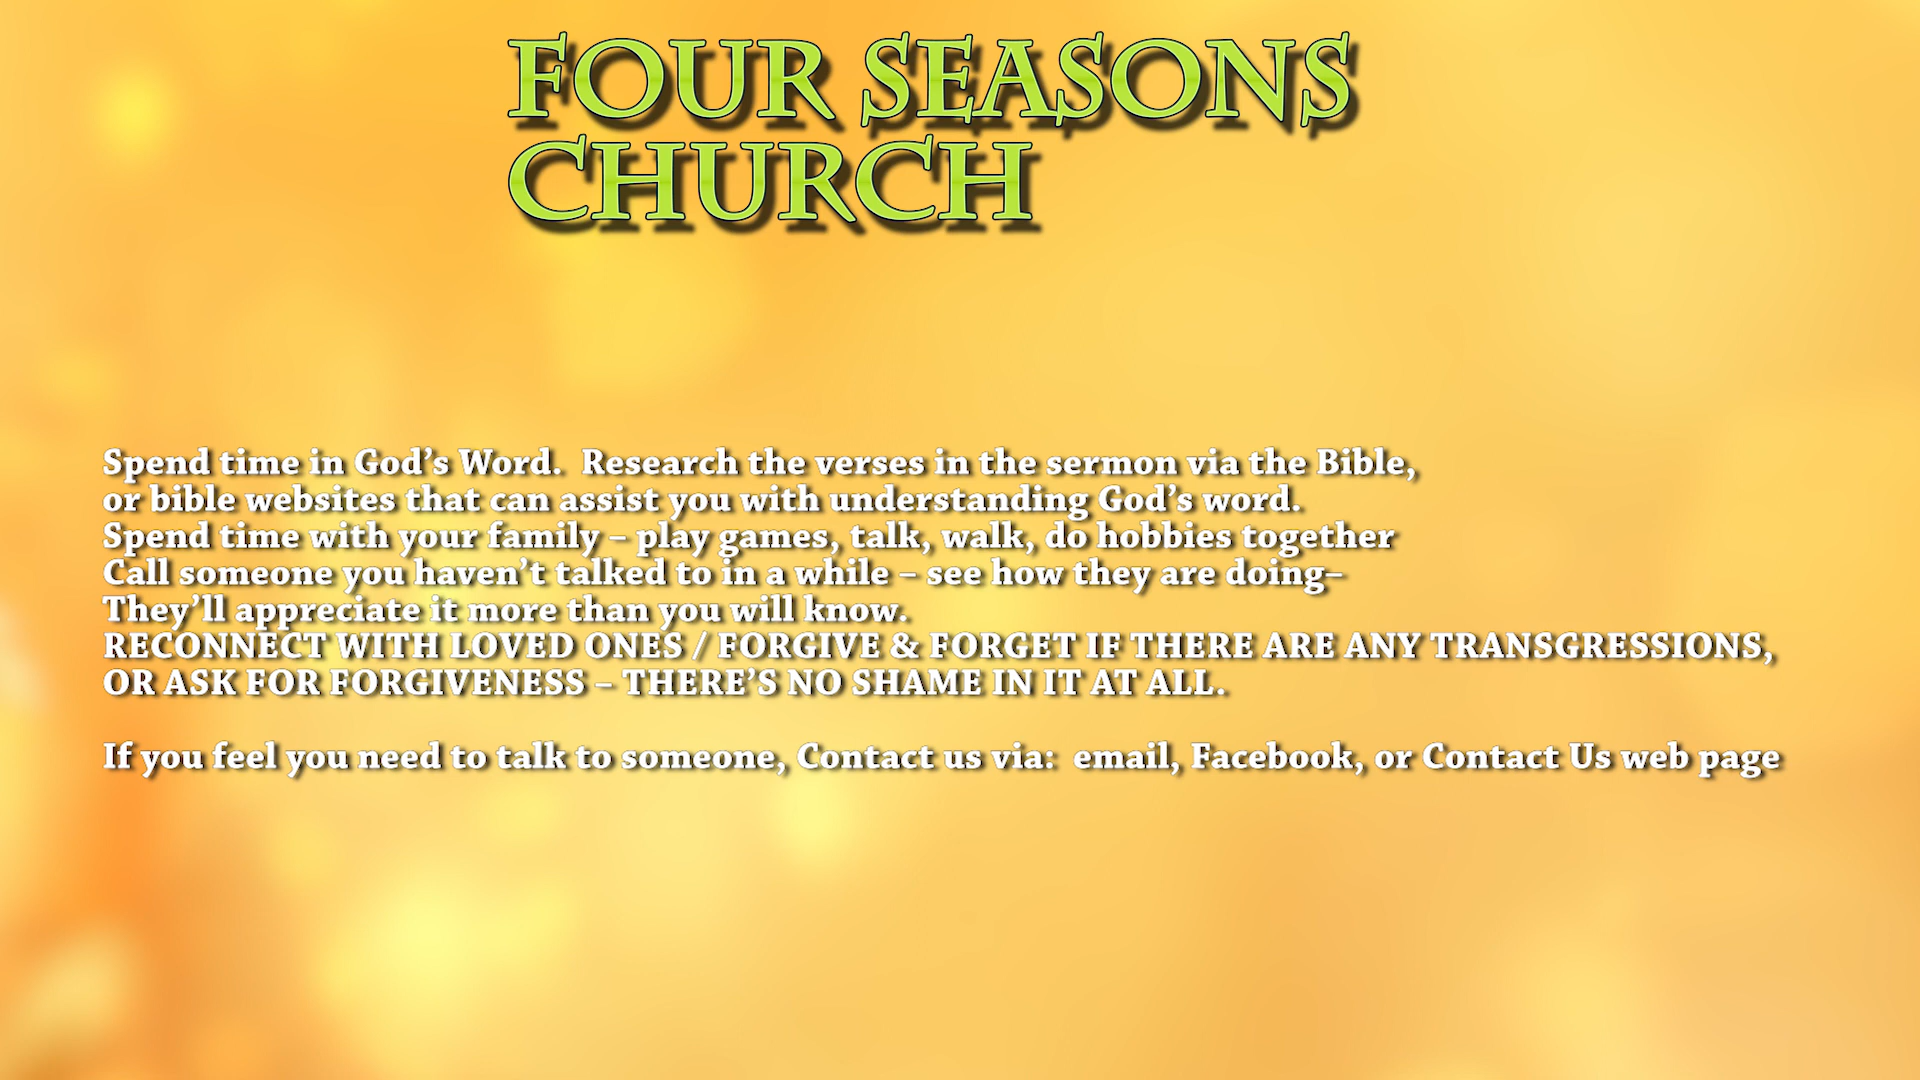 FOUR SEASONS
CHURCH
Spend time in God’s Word.  Research the verses in the sermon via the Bible,
or bible websites that can assist you with understanding God’s word.
Spend time with your family – play games, talk, walk, do hobbies together
Call someone you haven’t talked to in a while – see how they are doing–
They’ll appreciate it more than you will know.
RECONNECT WITH LOVED ONES / FORGIVE & FORGET IF THERE ARE ANY TRANSGRESSIONS,
OR ASK FOR FORGIVENESS – THERE’S NO SHAME IN IT AT ALL.
If you feel you need to talk to someone, Contact us via:  email, Facebook, or Contact Us web page